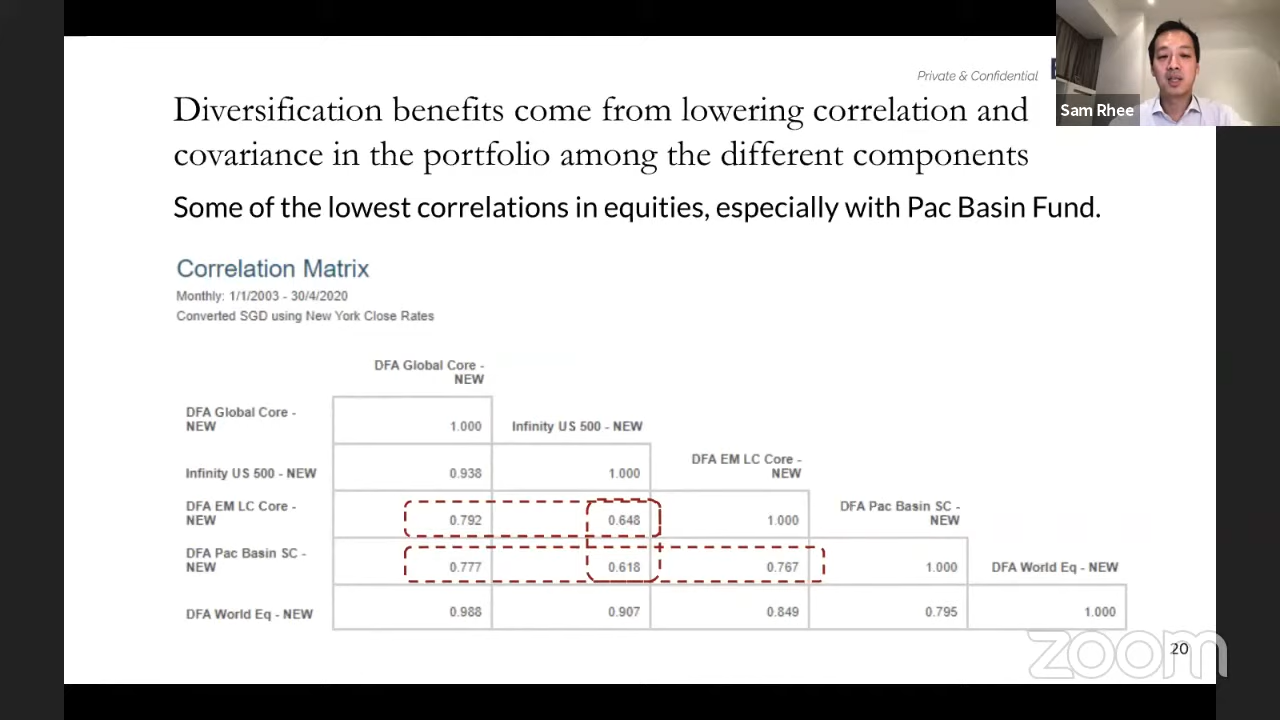 Private & Confidential
Sam Rhee
Diversification benefits come from lowering correlation and
covariance in the portfolio among the different components
Some of the lowest correlations in equities, especially with Pac Basin Fund.
Correlation Matrix
Monthly: 1/1/2003 - 30/4/2020
Converted SGD using New York Close Rates
DFA Global Core -
NEW
DFA Global Core -
NEW
1.000
Infinity US 500 - NEW
Infinity US 500 - NEW
0.938
1.000
DFA EM LC Core -
NEW
DFA EM LC Core -
NEW
0.792
0.648
1.000
DFA Pac Basin SC -
NEW
DFA Pac Basin SC -
NEW
0.777
0.618
0.767
1.000
DFA World Eq - NEW
DFA World Eq - NEW
0.988
0.907
0.849
0.795
1.000
20
zoom